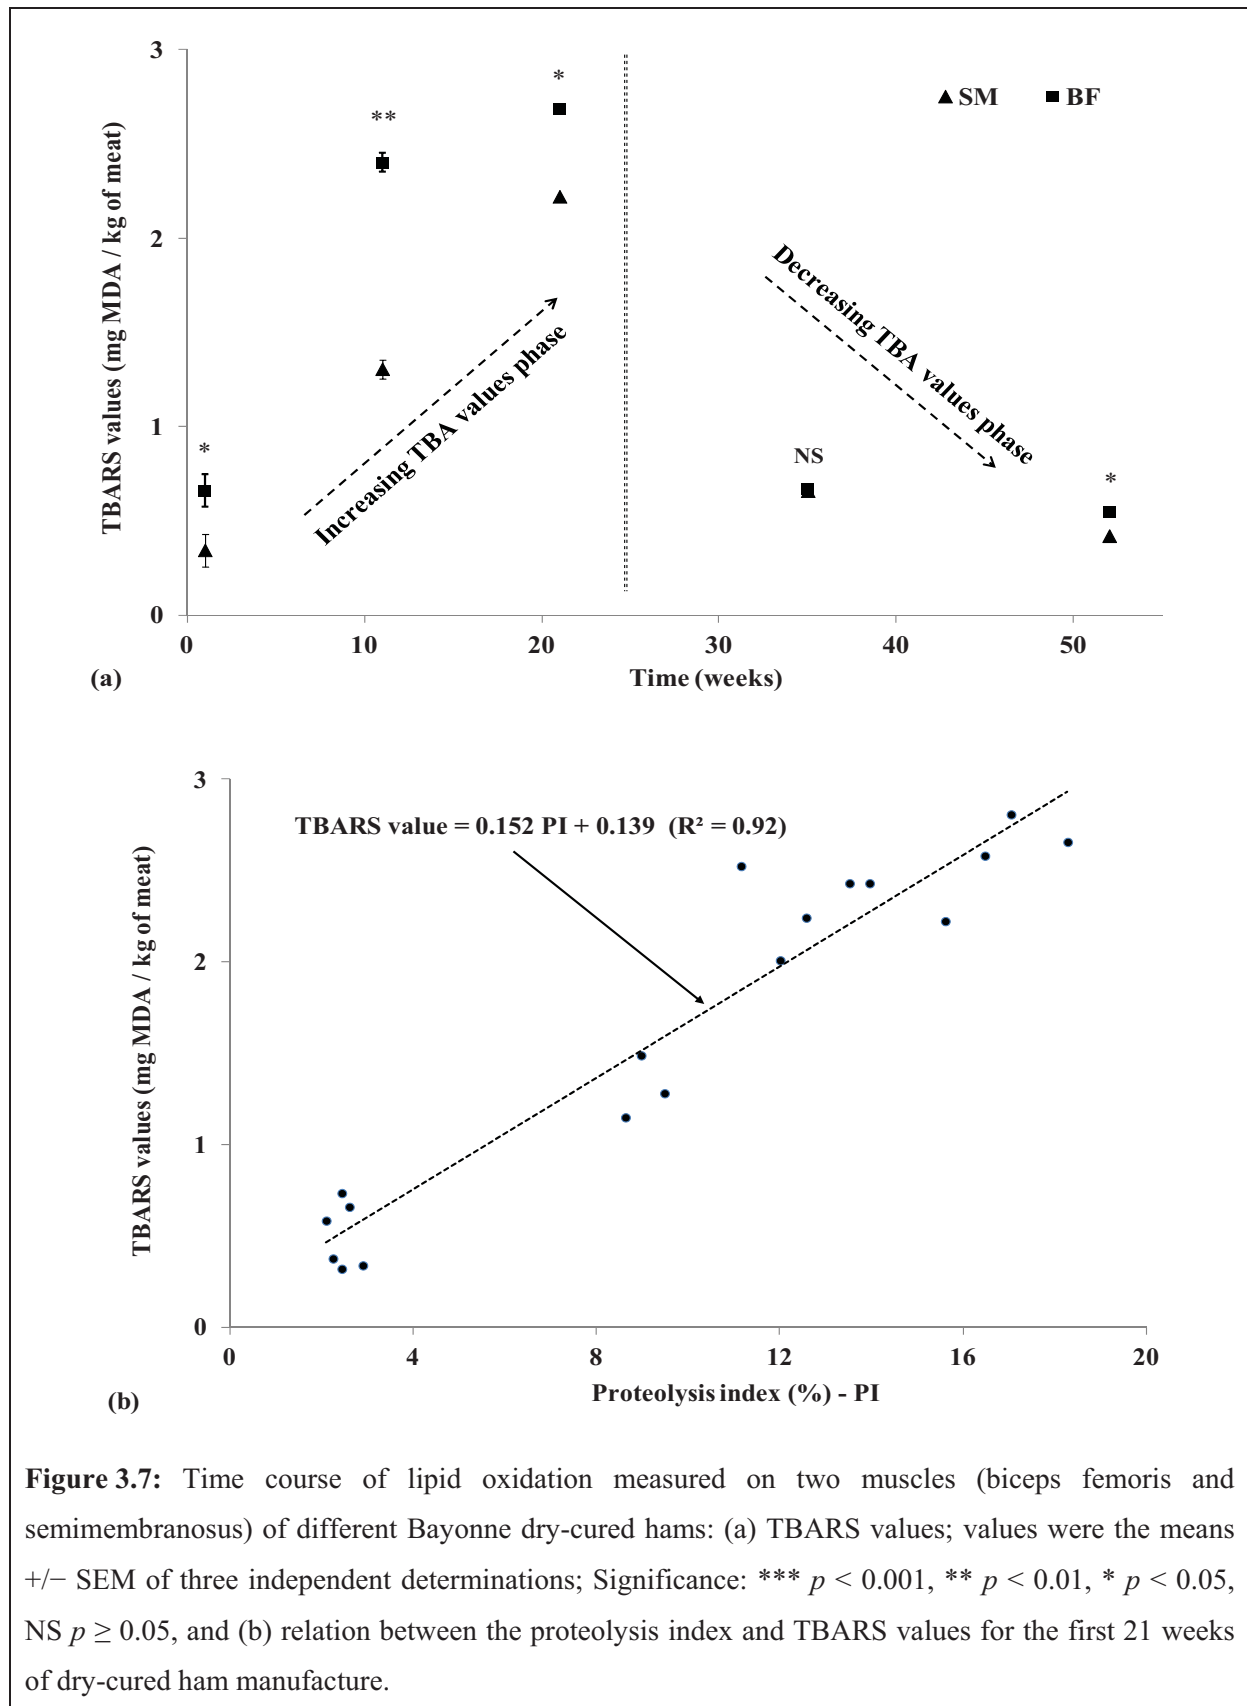 3
2
1
0
TBARS values (mg MDA / kg of meat)
*
**
*
NS
*
SM
BF
Increasing TBA values phase
Decreasing TBA values phase
0 10 20 30 40 50
(a) Time (weeks)
3
2
1
0
TBARS values (mg MDA / kg of meat)
TBARS value = 0.152 PI + 0.139 (R² = 0.92)
0 4 8 12 16 20
(b) Proteolysis index (%) - PI
Figure 3.7: Time course of lipid oxidation measured on two muscles (biceps femoris and
semimembranosus) of different Bayonne dry-cured hams: (a) TBARS values; values were the means
+/− SEM of three independent determinations; Significance: *** p < 0.001, ** p < 0.01, * p < 0.05,
NS p ≥ 0.05, and (b) relation between the proteolysis index and TBARS values for the first 21 weeks
of dry-cured ham manufacture.